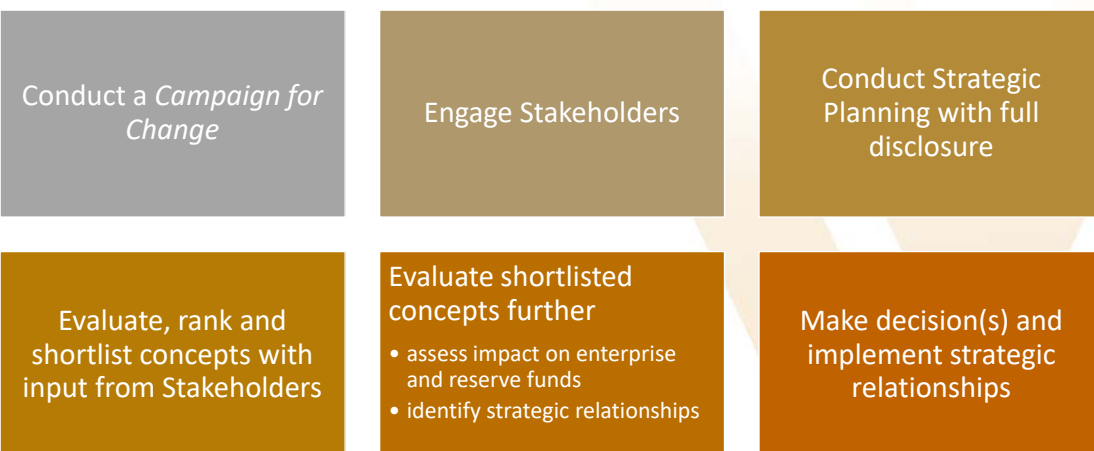 Conduct a Campaign for
Change
Engage Stakeholders
Conduct Strategic
Planning with full
disclosure
Evaluate, rank and
shortlist concepts with
input from Stakeholders
Evaluate shortlisted
concepts further
• assess impact on enterprise
and reserve funds
• identify strategic relationships
Make decision(s) and
implement strategic
relationships